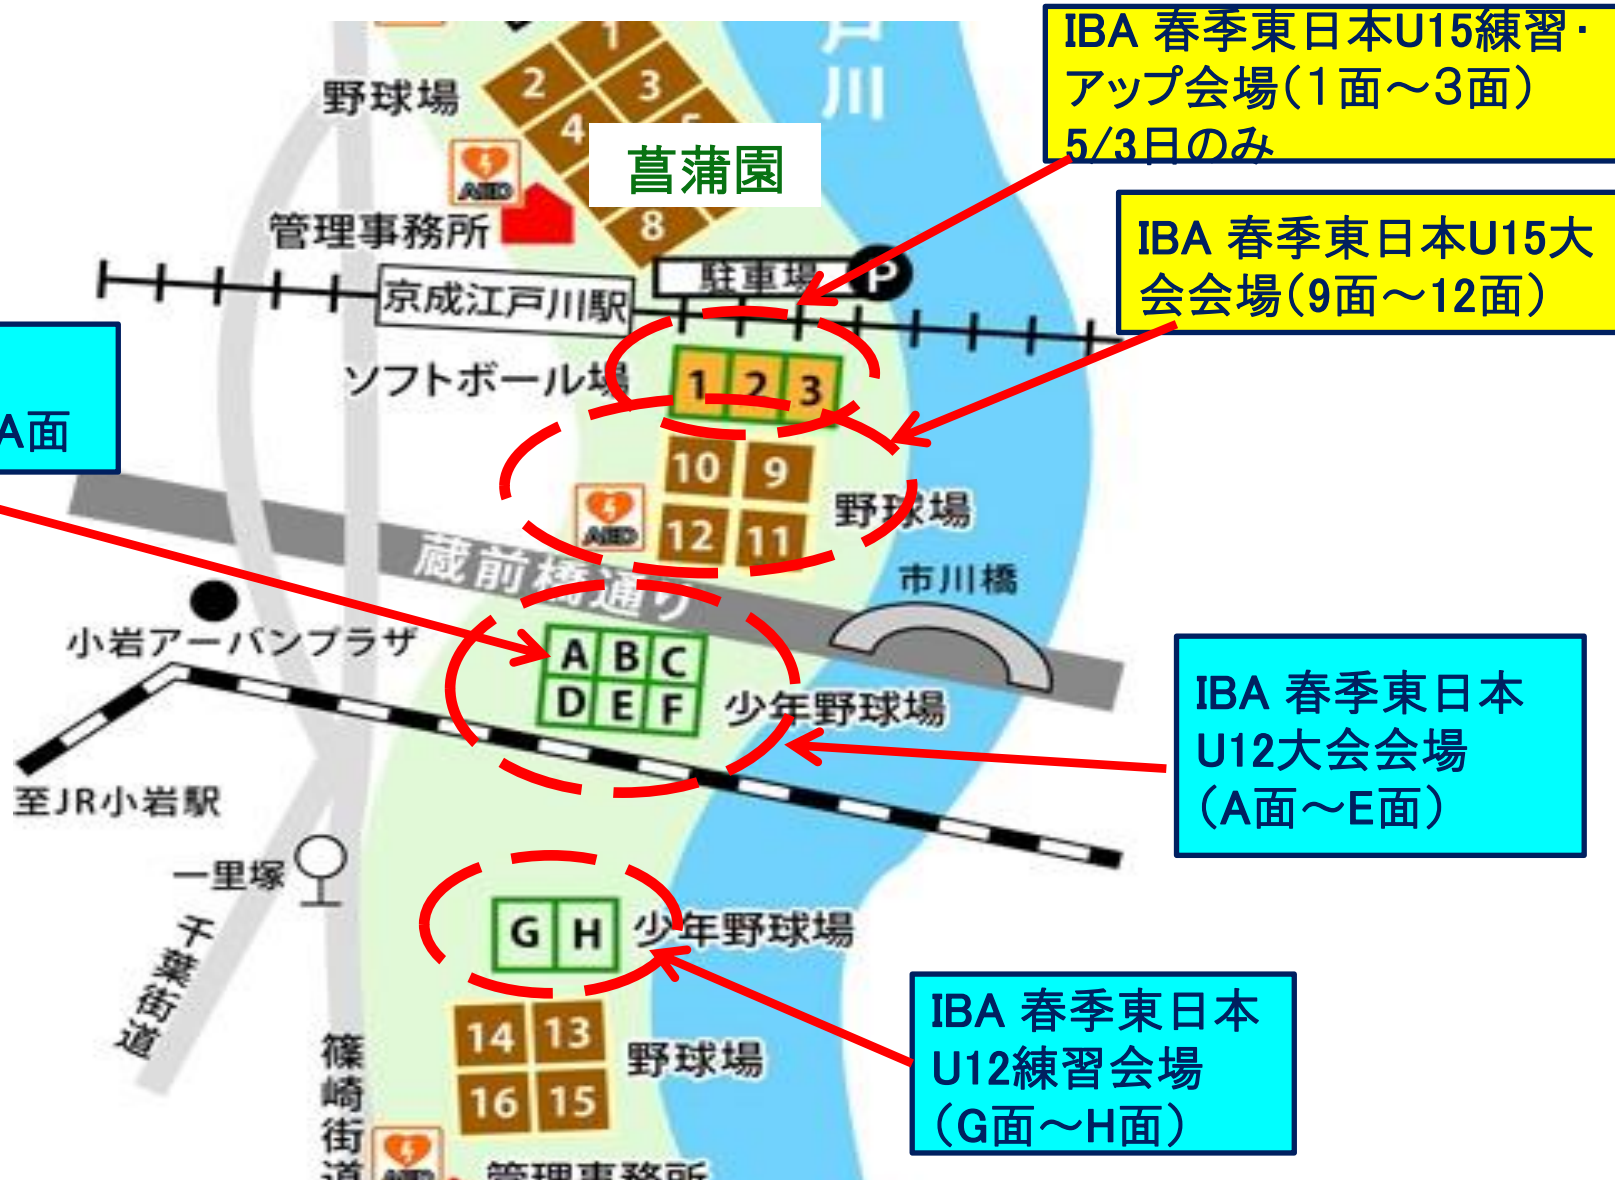 戸川
IBA 春季東日本U15練習・
アップ会場(1面~3面)
5/3日のみ
1
2
3
4
5
8
野球場
菖蒲園
AED
管理事務所
IBA 春季東日本U15大
会会場(9面~12面)
駐車場
P
京成江戸川駅
ソフトボール場
1 2 3
A面
10 9
12 11
AED
野球場
蔵前橋通り
市川橋
小岩アーバンプラザ
A B C
D E F
少年野球場
IBA 春季東日本
U12大会会場
(A面~E面)
至JR小岩駅
一里塚
千葉街道
G H
少年野球場
IBA 春季東日本
U12練習会場
(G面~H面)
14 13
16 15
野球場
篠崎街道
AED
管理事務所